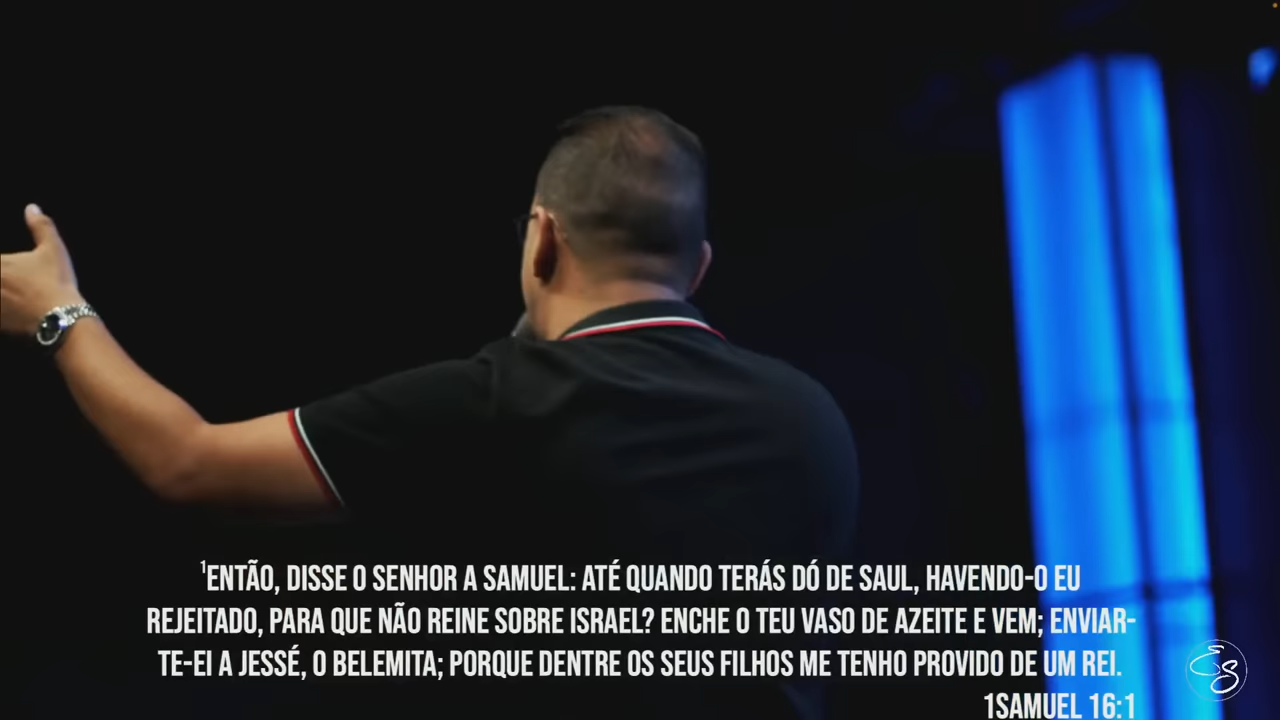 ¹ENTÃO, DISSE O SENHOR A SAMUEL: ATÉ QUANDO TERÁS DÓ DE SAUL, HAVENDO-O EU
REJEITADO, PARA QUE NÃO REINE SOBRE ISRAEL? ENCHE O TEU VASO DE AZEITE E VEM; ENVIAR-
TE-EI A JESSÉ, O BELEMITA; PORQUE DENTRE OS SEUS FILHOS ME TENHO PROVIDO DE UM REI.
1SAMUEL 16:1
ES